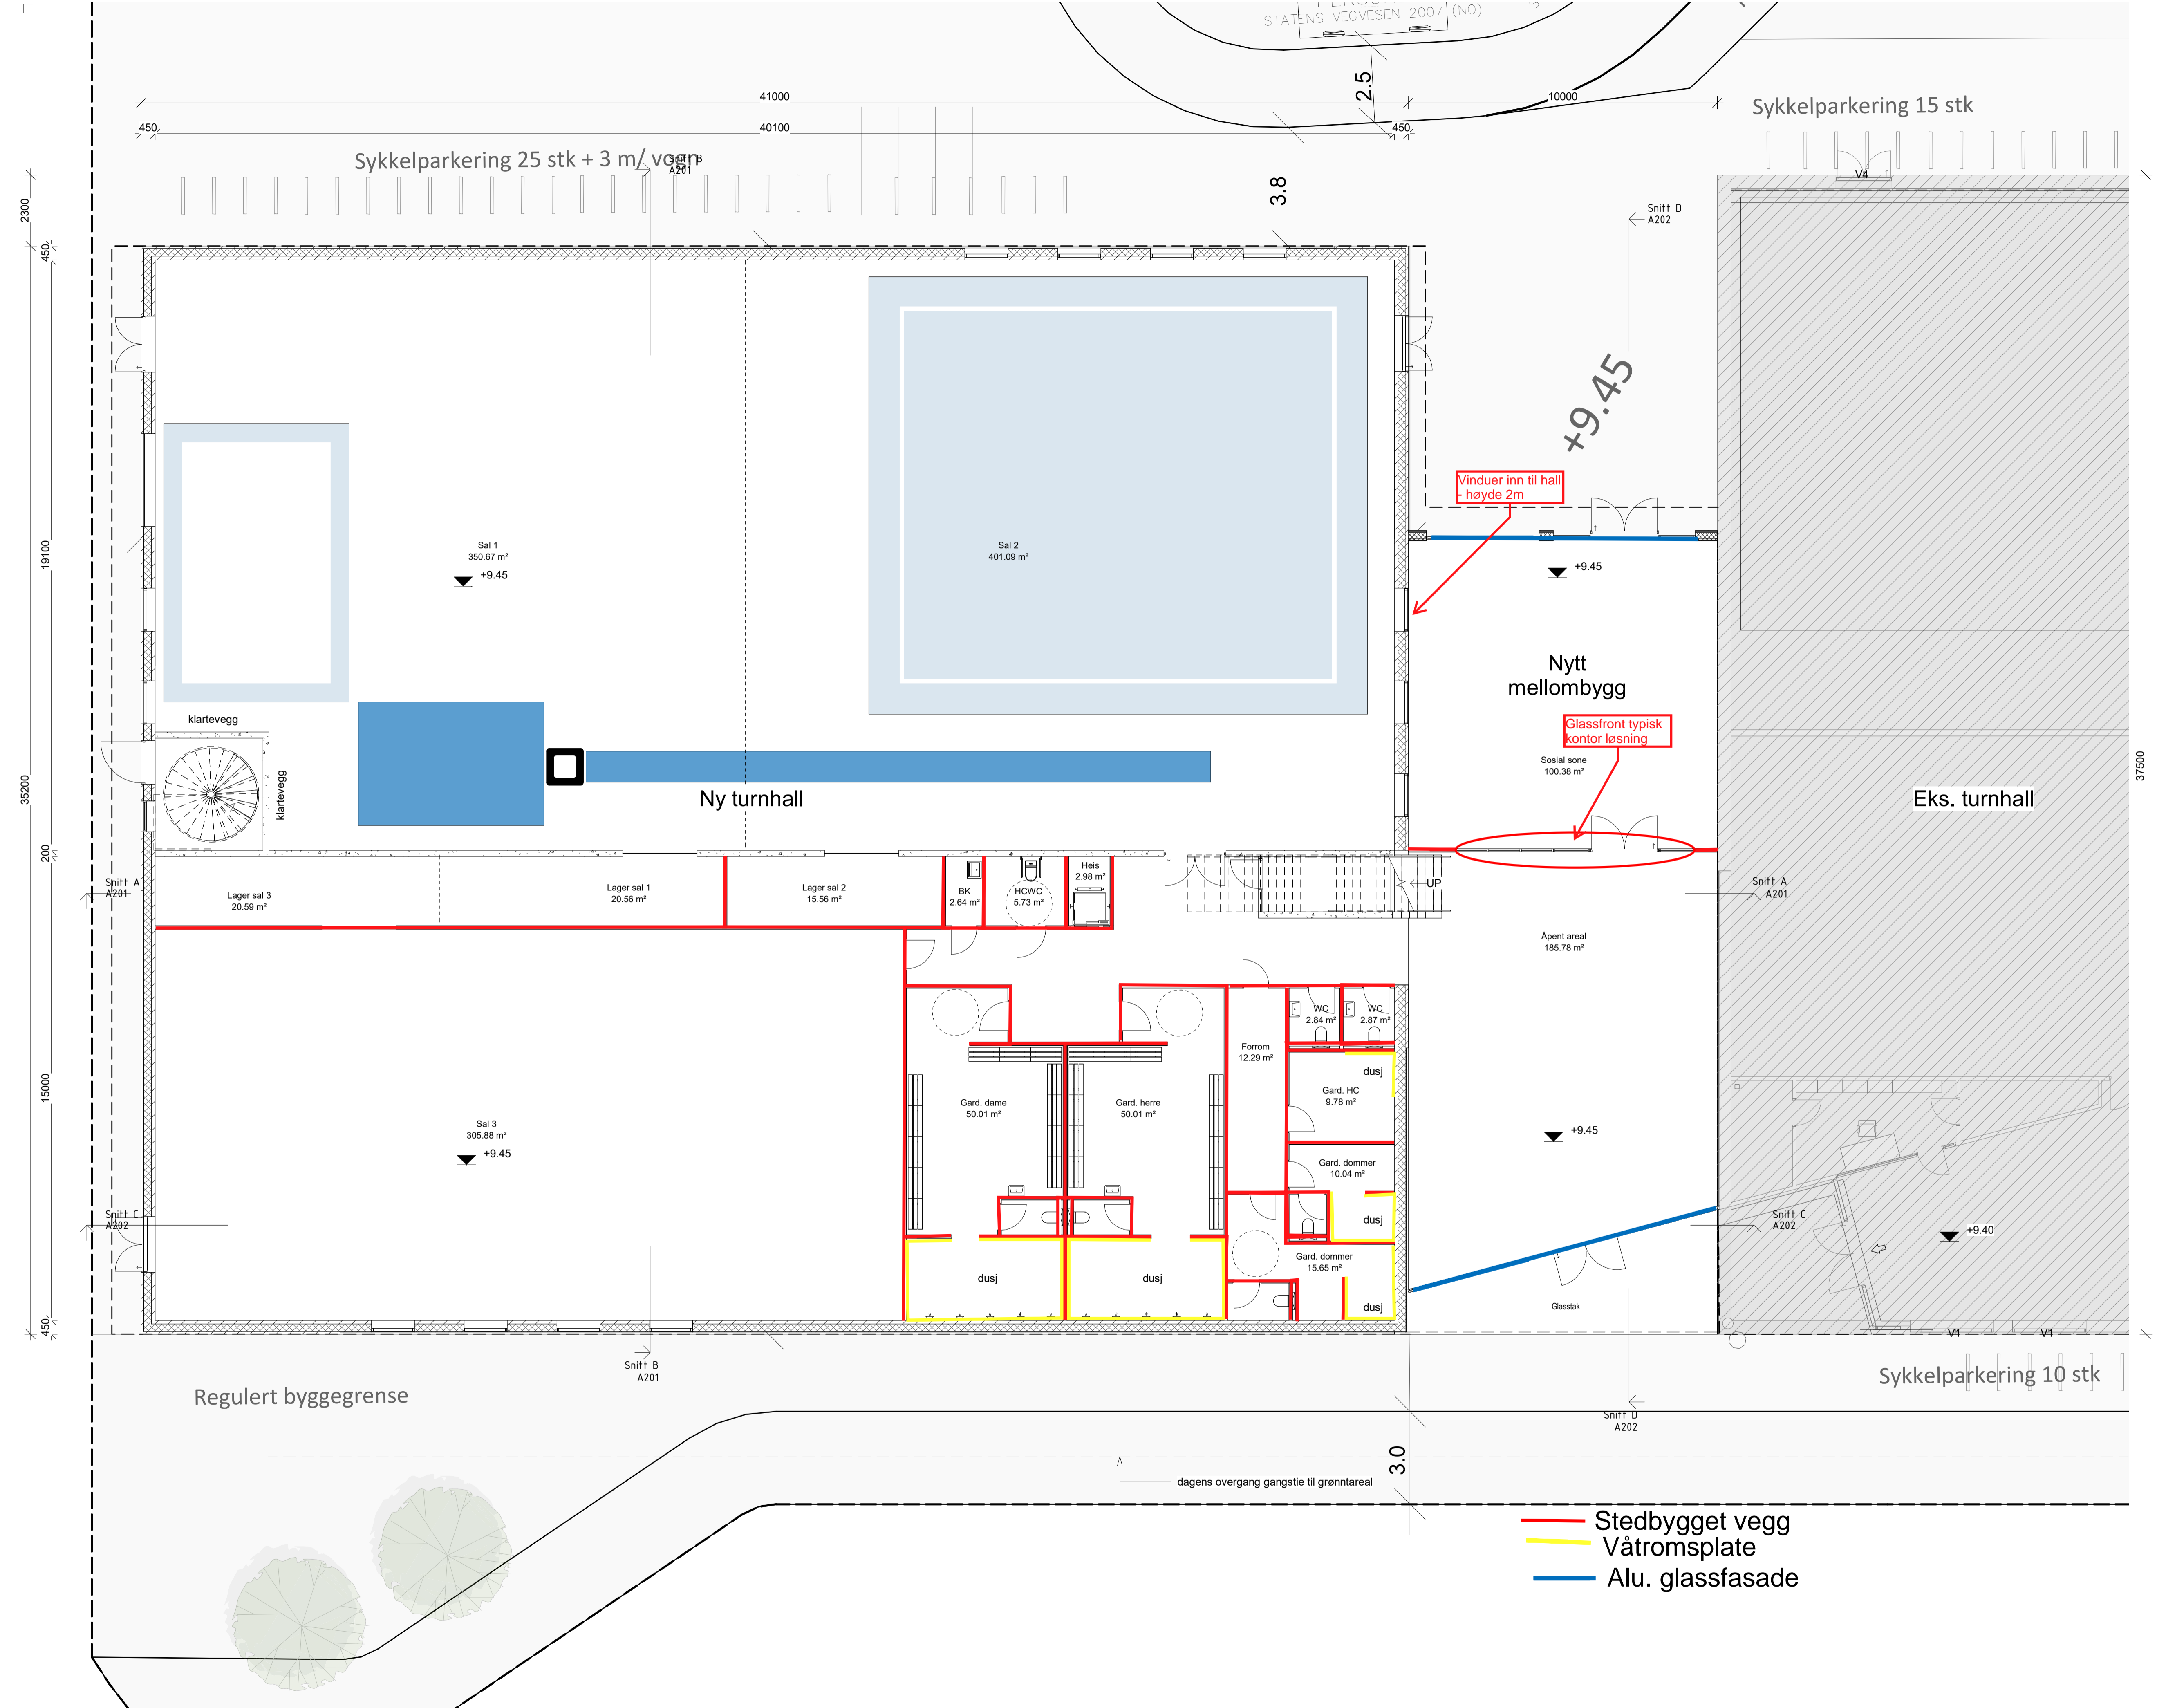 STATENS VEGVESEN 2007 (NO)
2.5
41000
10000
Sykkelparkering 15 stk
450
40100
450
Sykkelparkering 25 stk + 3 m/ vogn
Snitt B
A201
V4
3.8
2300
Snitt D
A202
450
+9.45
Vinduer inn til hall
- høyde 2m
Sal 1
350.67 m²
+9.45
Sal 2
401.09 m²
19100
+9.45
Nytt
mellombygg
klartevegg
Glassfront typisk
kontor løsning
Sosial sone
100.38 m²
klartevegg
35200
37500
Ny turnhall
Eks. turnhall
200
Snitt A
A201
Lager sal 3
20.59 m²
Lager sal 1
20.56 m²
Lager sal 2
15.56 m²
BK
2.64 m²
HCWC
5.73 m²
Heis
2.98 m²
UP
Snitt A
A201
Åpent areal
185.78 m²
WC
2.84 m²
WC
2.87 m²
Forrom
12.29 m²
dusj
Gard. HC
9.78 m²
15000
Gard. dame
50.01 m²
Gard. herre
50.01 m²
Sal 3
305.88 m²
+9.45
+9.45
Gard. dommer
10.04 m²
Snitt C
A202
dusj
Snitt C
A202
+9.40
Gard. dommer
15.65 m²
dusj
dusj
dusj
Glasstak
450
V1
V1
Snitt B
A201
Regulert byggegrense
Sykkelparkering 10 stk
Snitt D
A202
3.0
dagens overgang gangstie til grønntareal
Stedbygget vegg
Våtromsplate
Alu. glassfasade